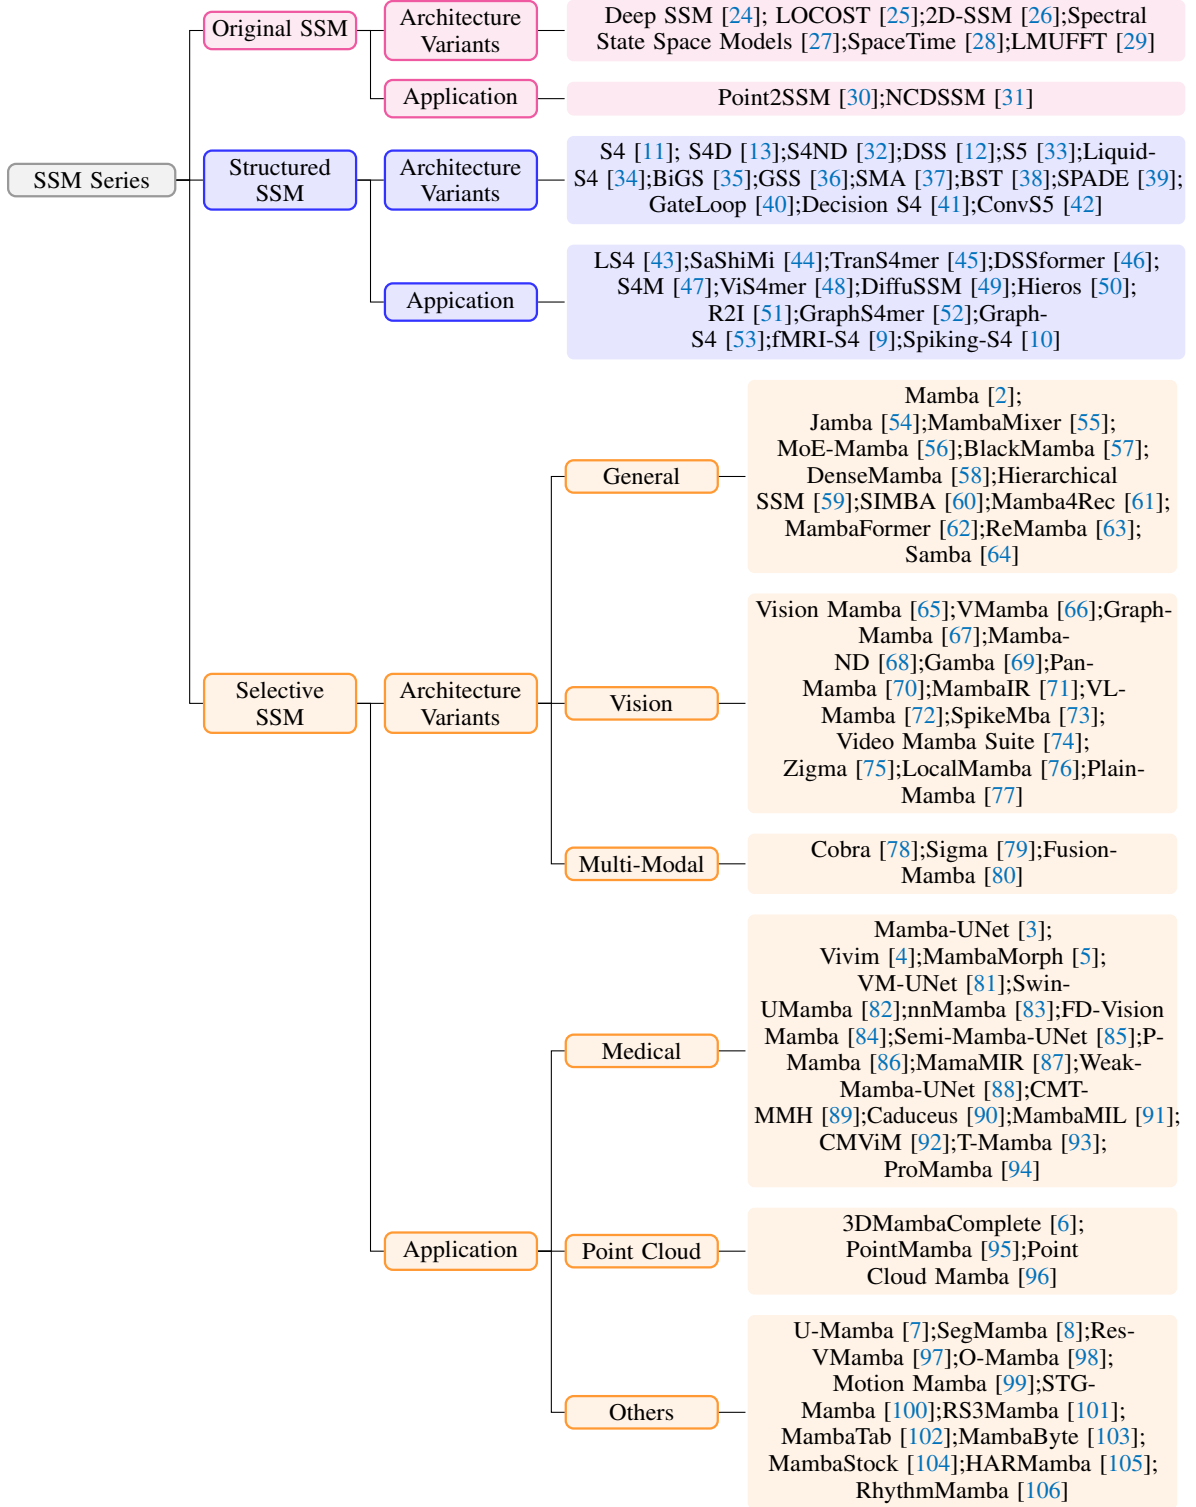 SSM Series
Original SSM
Architecture
Variants
Deep SSM [24]; LOCOST [25];2D-SSM [26];Spectral
State Space Models [27];SpaceTime [28];LMUFFT [29]
Application
Point2SSM [30];NCDSSM [31]
Structured
SSM
Architecture
Variants
S4 [11]; S4D [13];S4ND [32];DSS [12];S5 [33];Liquid-
S4 [34];BiGS [35];GSS [36];SMA [37];BST [38];SPADE [39];
GateLoop [40];Decision S4 [41];ConvS5 [42]
Appication
LS4 [43];SaShiMi [44];TranS4mer [45];DSSformer [46];
S4M [47];ViS4mer [48];DiffuSSM [49];Hieros [50];
R2I [51];GraphS4mer [52];Graph-
S4 [53];fMRI-S4 [9];Spiking-S4 [10]
Selective
SSM
Architecture
Variants
General
Mamba [2];
Jamba [54];MambaMixer [55];
MoE-Mamba [56];BlackMamba [57];
DenseMamba [58];Hierarchical
SSM [59];SIMBA [60];Mamba4Rec [61];
MambaFormer [62];ReMamba [63];
Samba [64]
Vision
Vision Mamba [65];VMamba [66];Graph-
Mamba [67];Mamba-
ND [68];Gamba [69];Pan-
Mamba [70];MambaIR [71];VL-
Mamba [72];SpikeMba [73];
Video Mamba Suite [74];
Zigma [75];LocalMamba [76];Plain-
Mamba [77]
Multi-Modal
Cobra [78];Sigma [79];Fusion-
Mamba [80]
Application
Medical
Mamba-UNet [3];
Vivim [4];MambaMorph [5];
VM-UNet [81];Swin-
UMamba [82];nnMamba [83];FD-Vision
Mamba [84];Semi-Mamba-UNet [85];P-
Mamba [86];MamaMIR [87];Weak-
Mamba-UNet [88];CMT-
MMH [89];Caduceus [90];MambaMIL [91];
CMViM [92];T-Mamba [93];
ProMamba [94]
Point Cloud
3DMambaComplete [6];
PointMamba [95];Point
Cloud Mamba [96]
Others
U-Mamba [7];SegMamba [8];Res-
VMamba [97];O-Mamba [98];
Motion Mamba [99];STG-
Mamba [100];RS3Mamba [101];
MambaTab [102];MambaByte [103];
MambaStock [104];HARMamba [105];
RhythmMamba [106]